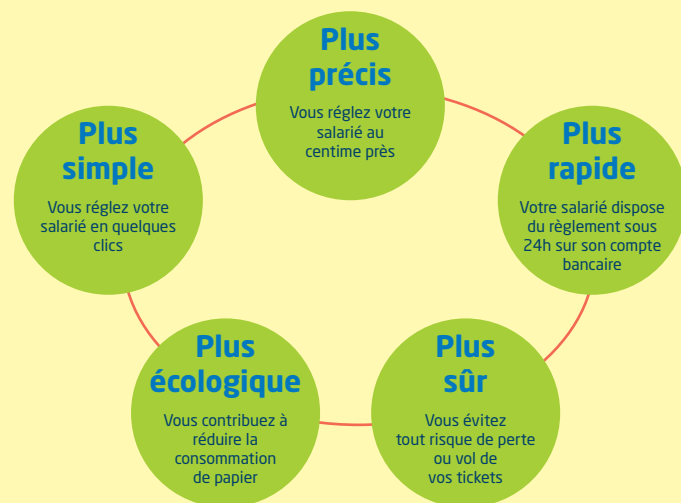 Plus
précis
Vous réglez votre
salarié au
centime près
Plus
simple
Vous réglez votre
salarié en quelques
clics
Plus
rapide
Votre salarié dispose
du règlement sous
24h sur son compte
bancaire
Plus
écologique
Vous contribuez à
réduire la
consommation
de papier
Plus
sûr
Vous évitez
tout risque de perte
ou vol de
vos tickets